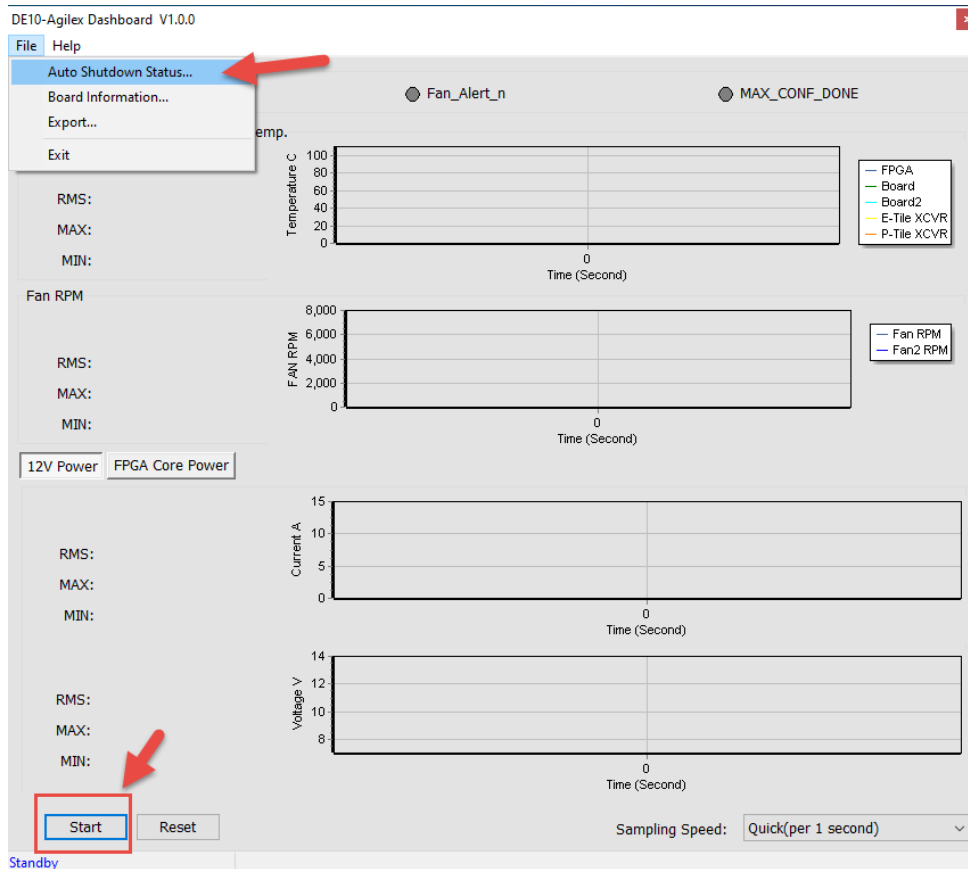 DE10-Agilex Dashboard V1.0.0
File Help
Auto Shutdown Status...
Board Information...
Export...
Exit
Fan_Alert_n
MAX_CONF_DONE
emp.
RMS:
MAX:
MIN:
Temperature C
100
80
60
40
20
0
0
Time (Second)
FPGA
Board
Board2
E-Tile XCVR
P-Tile XCVR
Fan RPM
RMS:
MAX:
MIN:
FAN RPM
8,000
6,000
4,000
2,000
0
0
Time (Second)
Fan RPM
Fan2 RPM
12V Power FPGA Core Power
RMS:
MAX:
MIN:
Current A
15
10
5
0
0
Time (Second)
RMS:
MAX:
MIN:
Voltage V
14
12
10
8
0
Time (Second)
Start Reset
Sampling Speed: Quick(per 1 second)
Standby